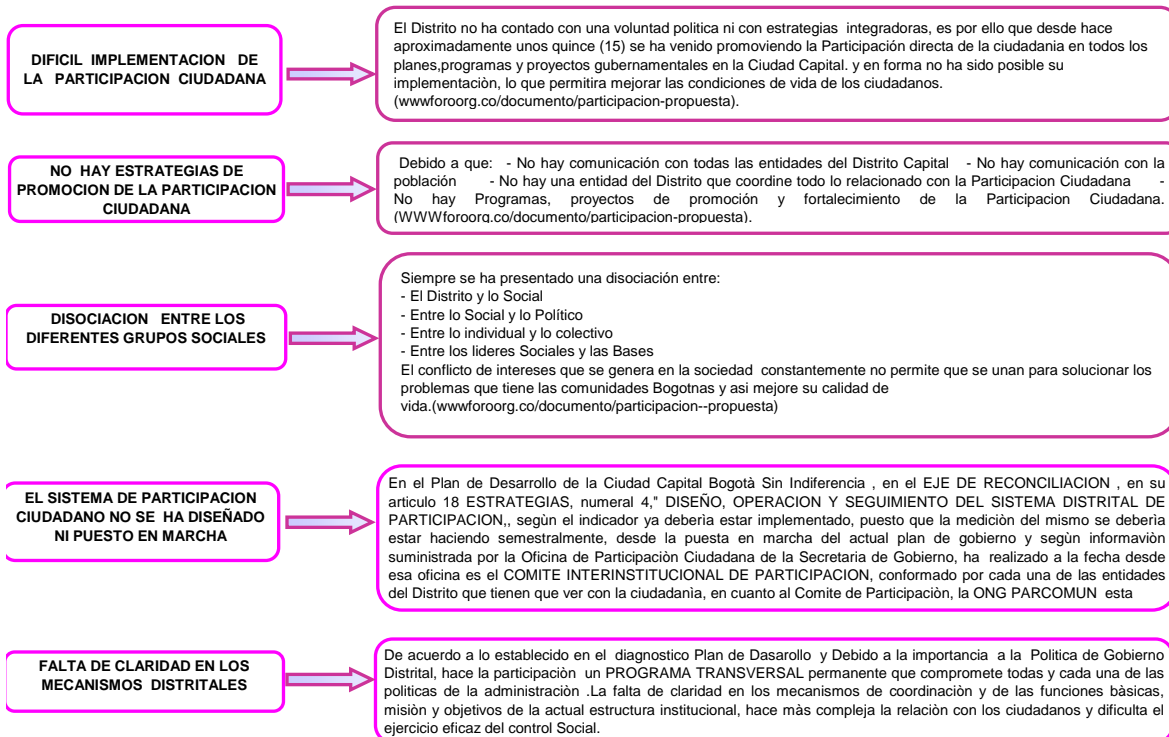 DIFICIL IMPLEMENTACION DE
LA PARTICIPACION CIUDADANA
El Distrito no ha contado con una voluntad politica ni con estrategias integradoras, es por ello que desde hace
aproximadamente unos quince (15) se ha venido promoviendo la Participación directa de la ciudadania en todos los
planes,programas y proyectos gubernamentales en la Ciudad Capital. y en forma no ha sido posible su
implementaciòn, lo que permitira mejorar las condiciones de vida de los ciudadanos.
(wwwforoorg.co/documento/participacion-propuesta).
NO HAY ESTRATEGIAS DE
PROMOCION DE LA PARTICIPACION
CIUDADANA
Debido a que: - No hay comunicación con todas las entidades del Distrito Capital - No hay comunicación con la
población - No hay una entidad del Distrito que coordine todo lo relacionado con la Participacion Ciudadana -
No hay Programas, proyectos de promoción y fortalecimiento de la Participacion Ciudadana.
(WWWforoorg.co/documento/participacion-propuesta).
DISOCIACION ENTRE LOS
DIFERENTES GRUPOS SOCIALES
Siempre se ha presentado una disociación entre:
- El Distrito y lo Social
- Entre lo Social y lo Político
- Entre lo individual y lo colectivo
- Entre los lideres Sociales y las Bases
El conflicto de intereses que se genera en la sociedad constantemente no permite que se unan para solucionar los
problemas que tiene las comunidades Bogotnas y asi mejore su calidad de
vida.(wwwforoorg.co/documento/participacion--propuesta)
EL SISTEMA DE PARTICIPACION
CIUDADANO NO SE HA DISEÑADO
NI PUESTO EN MARCHA
En el Plan de Desarrollo de la Ciudad Capital Bogotà Sin Indiferencia , en el EJE DE RECONCILIACION , en su
articulo 18 ESTRATEGIAS, numeral 4," DISEÑO, OPERACION Y SEGUIMIENTO DEL SISTEMA DISTRITAL DE
PARTICIPACION,, segùn el indicador ya deberìa estar implementado, puesto que la mediciòn del mismo se deberìa
estar haciendo semestralmente, desde la puesta en marcha del actual plan de gobierno y segùn informaviòn
suministrada por la Oficina de Participaciòn Ciudadana de la Secretaria de Gobierno, ha realizado a la fecha desde
esa oficina es el COMITE INTERINSTITUCIONAL DE PARTICIPACION, conformado por cada una de las entidades
del Distrito que tienen que ver con la ciudadanìa, en cuanto al Comite de Participaciòn, la ONG PARCOMUN esta
FALTA DE CLARIDAD EN LOS
MECANISMOS DISTRITALES
De acuerdo a lo establecido en el diagnostico Plan de Dasarollo y Debido a la importancia a la Politica de Gobierno
Distrital, hace la participaciòn un PROGRAMA TRANSVERSAL permanente que compromete todas y cada una de las
politicas de la administraciòn .La falta de claridad en los mecanismos de coordinaciòn y de las funciones bàsicas,
misiòn y objetivos de la actual estructura institucional, hace màs compleja la relaciòn con los ciudadanos y dificulta el
ejercicio eficaz del control Social.